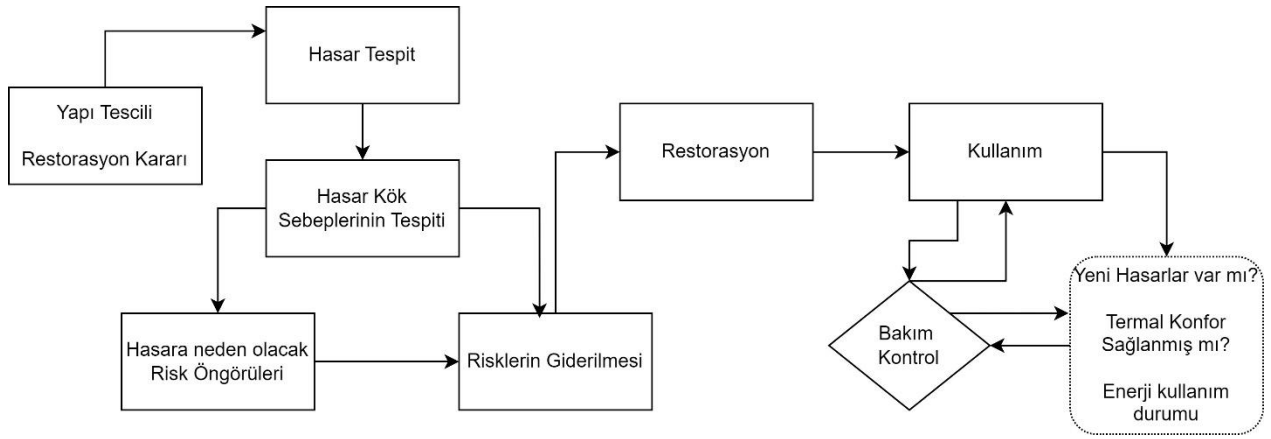 Yapı Tescili
Restorasyon Kararı
Hasar Tespit
Hasar Kök
Sebeplerinin Tespiti
Hasara neden olacak
Risk Öngörüleri
Risklerin Giderilmesi
Restorasyon
Kullanım
Bakım
Kontrol
Yeni Hasarlar var mı?
Termal Konfor
Sağlanmış mı?
Enerji kullanım
durumu